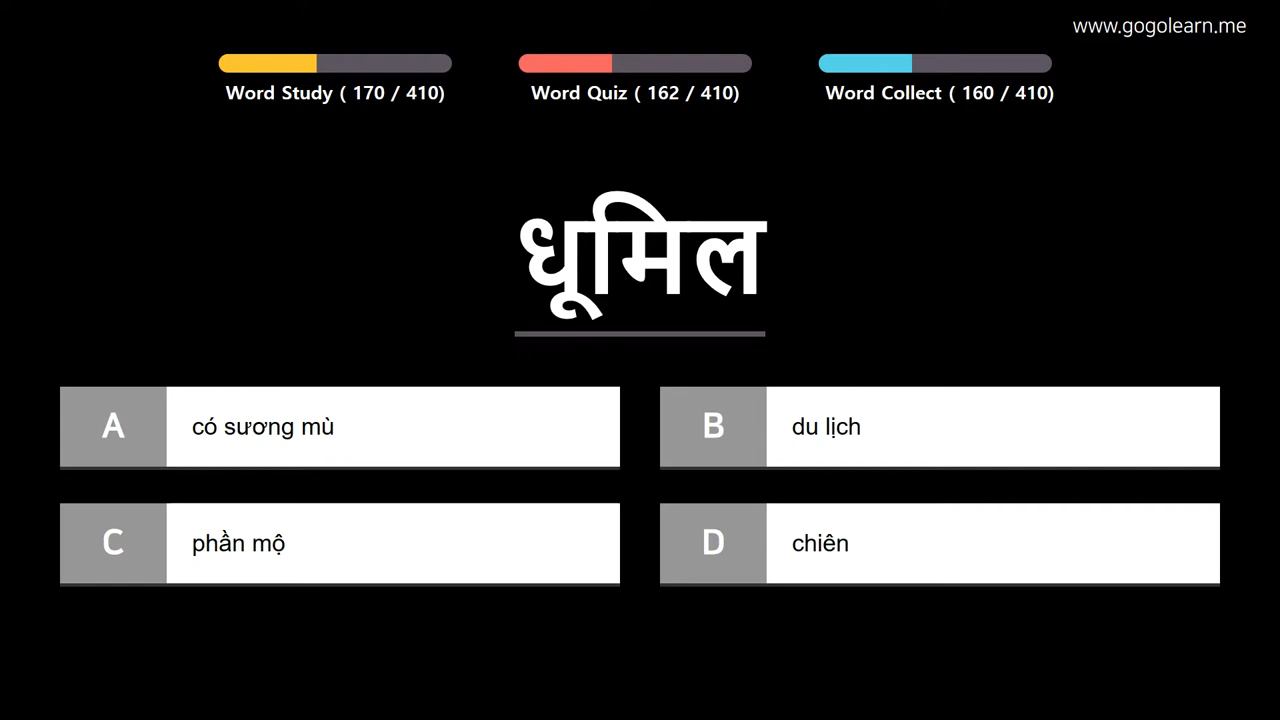 www.gogolearn.me
Word Study ( 170 / 410)
Word Quiz ( 162 / 410)
Word Collect ( 160 / 410)
धूमिल
A
có sương mù
B
du lịch
C
phần mộ
D
chiên